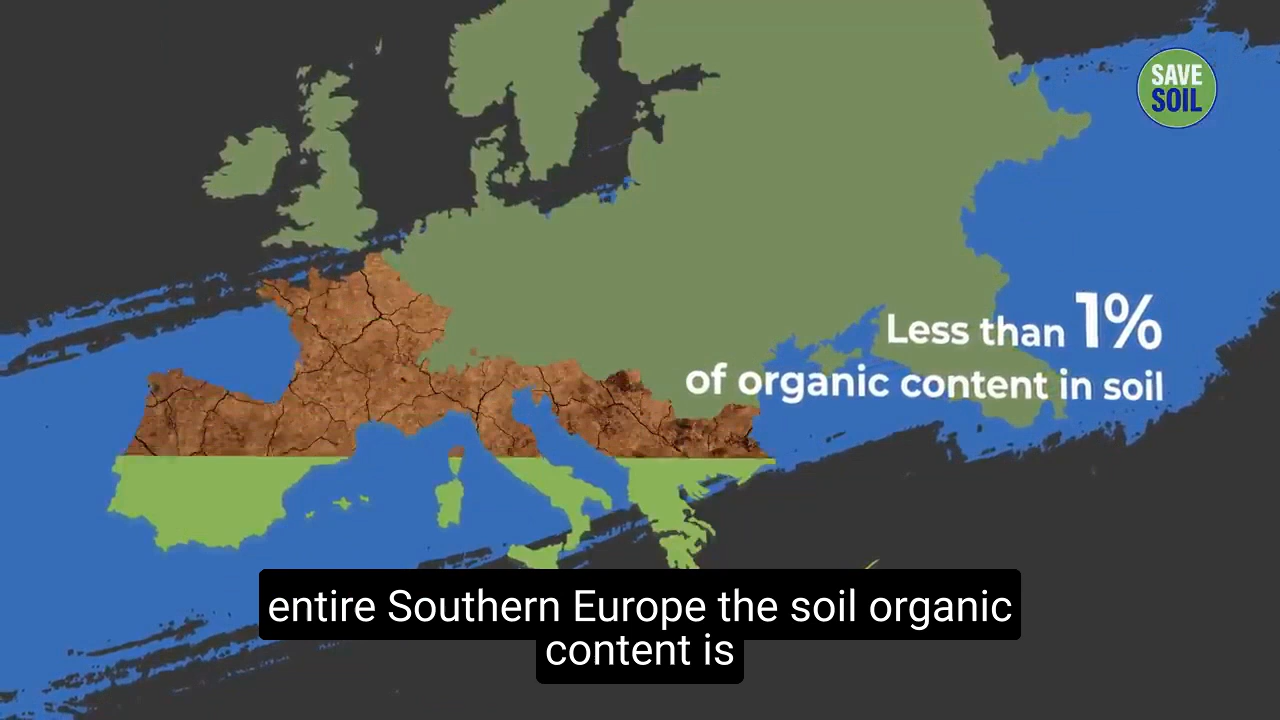 SAVE
SOIL
Less than 1%
of organic content in soil
entire Southern Europe the soil organic
content is